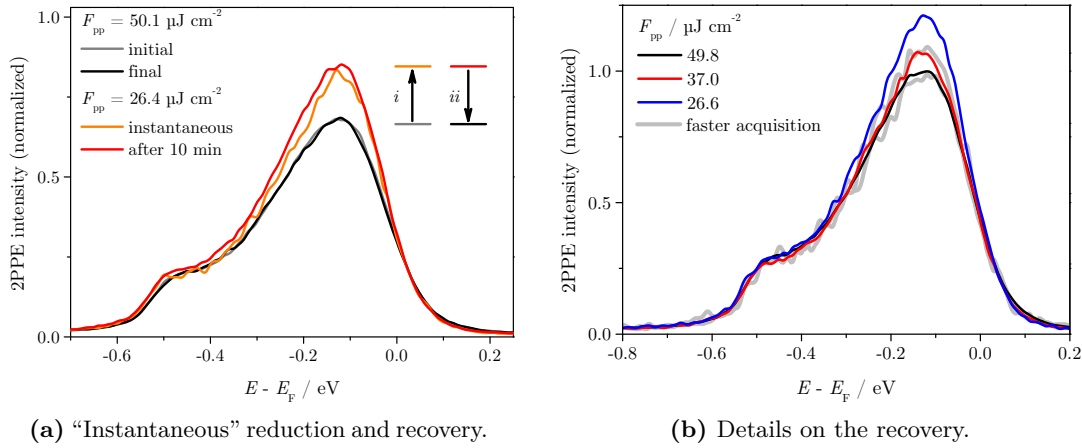 F_pp = 50.1 µJ cm⁻²
initial
final
F_pp = 26.4 µJ cm⁻²
instantaneous
after 10 min
i
ii
2PPE intensity (normalized)
1.0
0.5
0.0
-0.6
-0.4
-0.2
0.0
0.2
E - E_F / eV
(a) “Instantaneous” reduction and recovery.
F_pp / µJ cm⁻²
49.8
37.0
26.6
faster acquisition
2PPE intensity (normalized)
1.0
0.5
0.0
-0.8
-0.6
-0.4
-0.2
0.0
0.2
E - E_F / eV
(b) Details on the recovery.